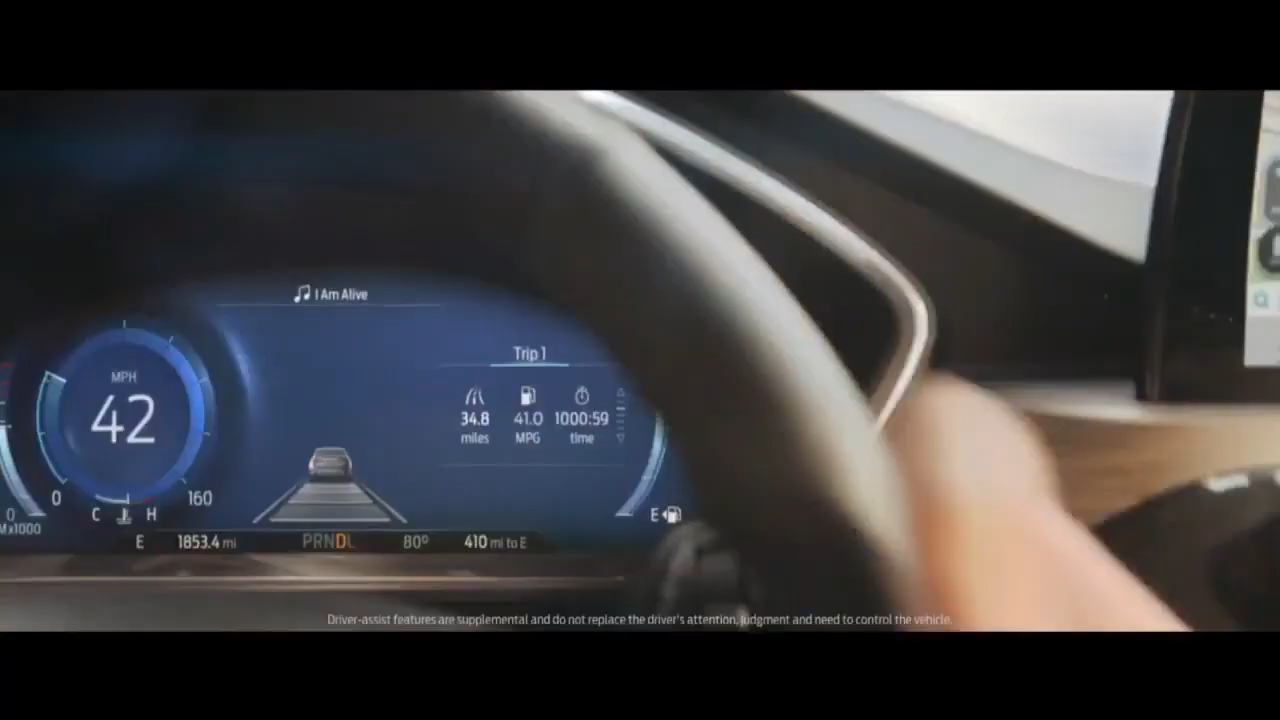 I Am Alive
Trip 1
MPH
42
34.8 41.0 1000:59
miles MPG time
0 160
C H
E
0
x1000
E 1853.4 mi PRNDL 80° 410 mi to E
Driver-assist features are supplemental and do not replace the driver's attention, judgment and need to control the vehicle.